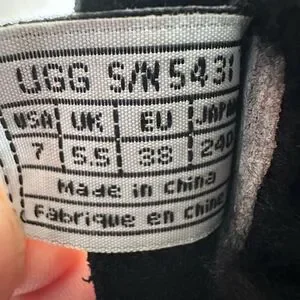 UGG S/N 5431
USA UK EU JAPAN
7 5.5 38 240
Made in China
Fabrique en Chine